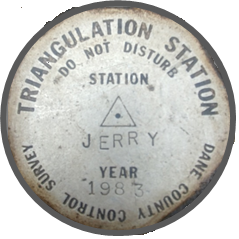 TRIANGULATION STATION
DO NOT DISTURB
STATION
JERRY
YEAR
1983
DANE COUNTY CONTROL SURVEY